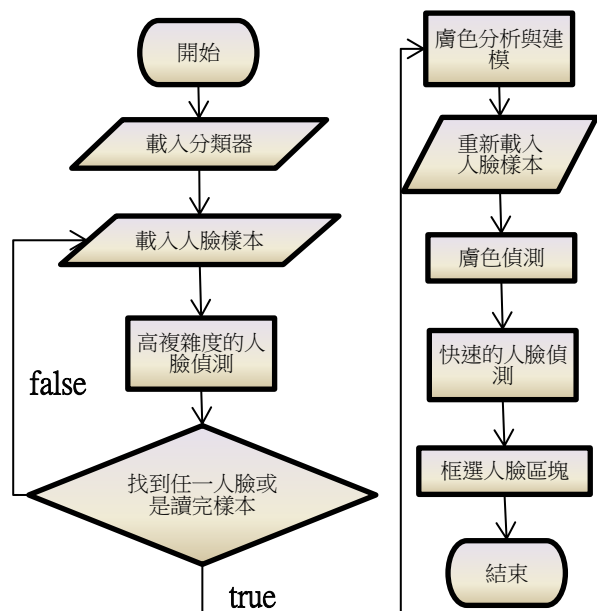 開始
載入分類器
載入人臉樣本
高複雜度的人
臉偵測
false
找到任一人臉或
是讀完樣本
true
膚色分析與建
模
重新載入
人臉樣本
膚色偵測
快速的人臉偵
測
框選人臉區塊
結束